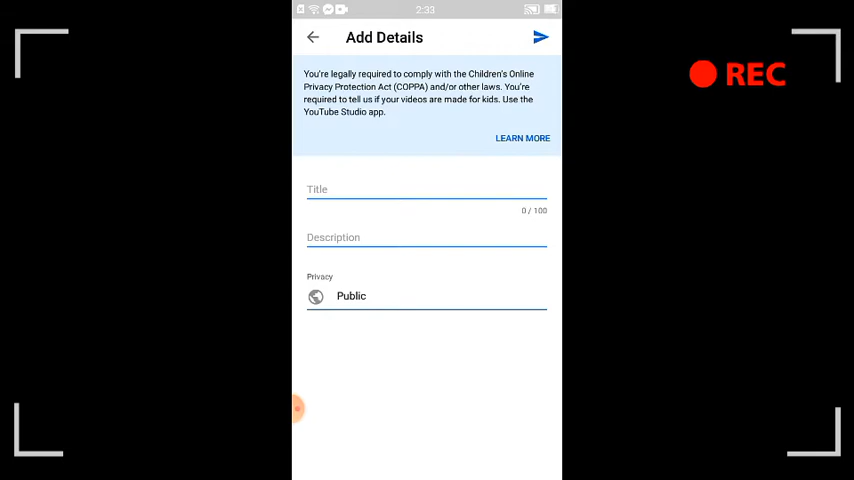 2:33
REC
Add Details
You're legally required to comply with the Children's Online
Privacy Protection Act (COPPA) and/or other laws. You're
required to tell us if your videos are made for kids. Use the
YouTube Studio app.
LEARN MORE
Title
0 / 100
Description
Privacy
Public